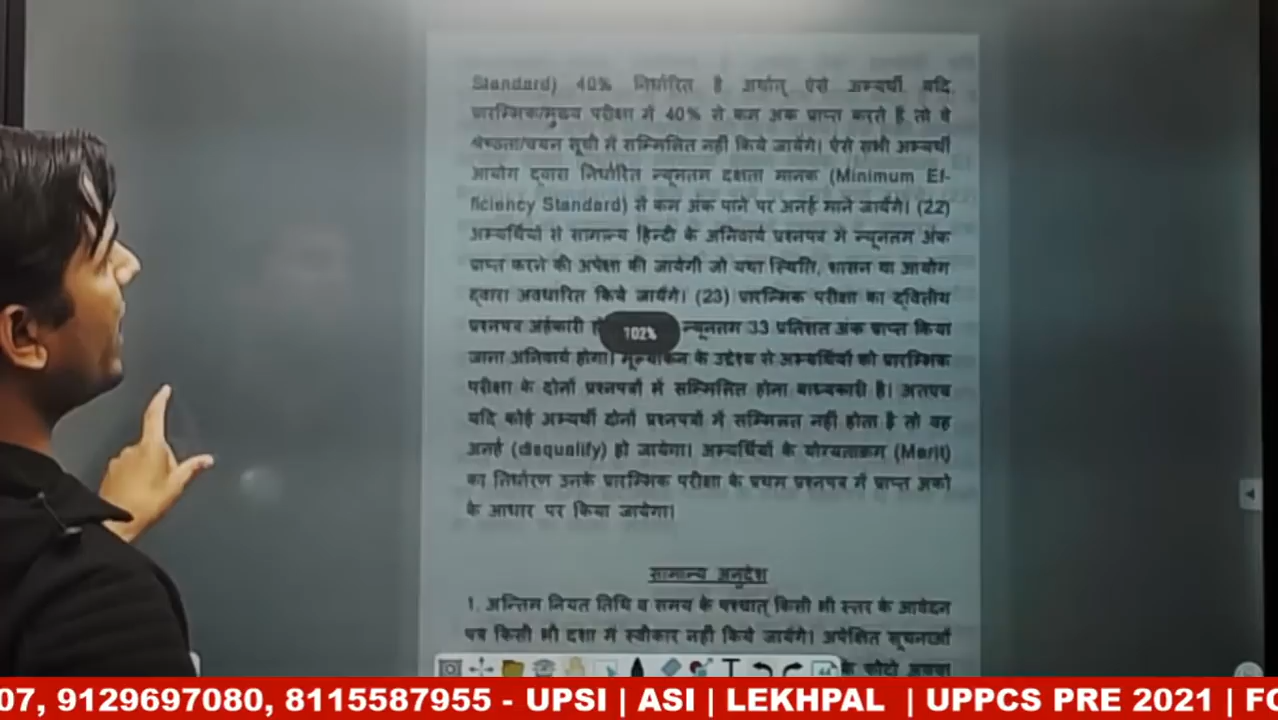 Standard) 40% निर्धारित है अर्थात् ऐसे अभ्यर्थी यदि
प्रारम्भिक/मुख्य परीक्षा में 40% से कम अंक प्राप्त करते हैं तो वे
श्रेष्ठता/चयन सूची में सम्मिलित नहीं किये जायेंगे। ऐसे सभी अभ्यर्थी
आयोग द्वारा निर्धारित न्यूनतम दक्षता मानक (Minimum Ef-
ficiency Standard) से कम अंक पाने पर अनर्ह माने जायेंगे। (22)
अभ्यर्थियों से सामान्य हिन्दी के अनिवार्य प्रश्नपत्र में न्यूनतम अंक
प्राप्त करने की अपेक्षा की जायेगी जो यथा स्थिति, शासन या आयोग
द्वारा अवधारित किये जायेंगे। (23) प्रारम्भिक परीक्षा का द्वितीय
प्रश्नपत्र अर्हकारी न्यूनतम 33 प्रतिशत अंक प्राप्त किया
102%
जाना अनिवार्य होगा। मूल्यांकन के उद्देश्य से अभ्यर्थियों को प्रारम्भिक
परीक्षा के दोनों प्रश्नपत्रों में सम्मिलित होना बाध्यकारी है। अतएव
यदि कोई अभ्यर्थी दोनों प्रश्नपत्रों में सम्मिलत नहीं होता है तो वह
अनर्ह (disqualify) हो जायेगा। अभ्यर्थियों के योग्यताक्रम (Merit)
का निर्धारण उनके प्रारम्भिक परीक्षा के प्रथम प्रश्नपत्र में प्राप्त अंको
के आधार पर किया जायेगा।
सामान्य अनुदेश
1. अन्तिम नियत तिथि व समय के पश्चात् किसी भी स्तर के आवेदन
पत्र किसी भी दशा में स्वीकार नहीं किये जायेंगे। अपेक्षित सूचनाओं
के फोटो अथवा
07, 9129697080, 8115587955 - UPSI | ASI | LEKHPAL | UPPCS PRE 2021 | FO